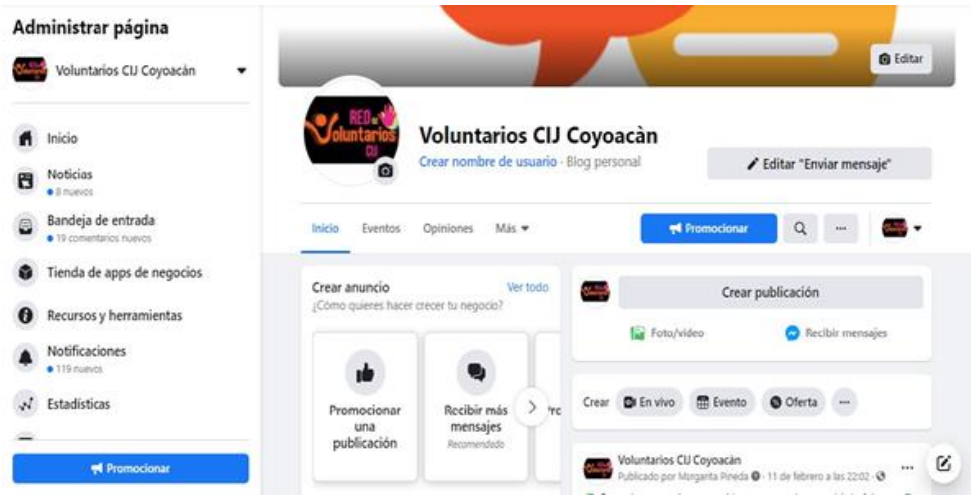 Administrar página
Voluntarios CIJ Coyoacán
Inicio
Noticias
8 nuevos
Bandeja de entrada
19 comentarios nuevos
Tienda de apps de negocios
Recursos y herramientas
Notificaciones
119 nuevos
Estadísticas
Promocionar
Editar
RED de
Voluntarios
CIJ
Voluntarios CIJ Coyoacàn
Crear nombre de usuario · Blog personal
Editar "Enviar mensaje"
Inicio
Eventos
Opiniones
Más
Promocionar
Crear anuncio
Ver todo
¿Cómo quieres hacer crecer tu negocio?
Promocionar
una
publicación
Recibir más
mensajes
Recomendado
Crear publicación
Foto/video
Recibir mensajes
Crear
En vivo
Evento
Oferta
Voluntarios CIJ Coyoacán
Publicado por Margarita Pineda · 11 de febrero a las 22:02 ·